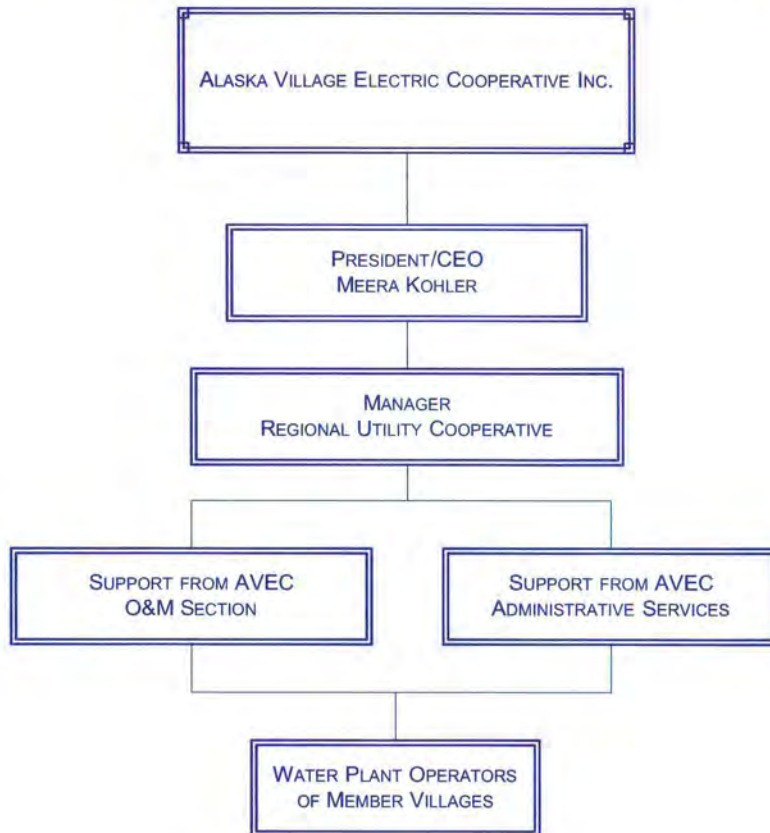 ALASKA VILLAGE ELECTRIC COOPERATIVE INC.
PRESIDENT/CEO
MEERA KOHLER
MANAGER
REGIONAL UTILITY COOPERATIVE
SUPPORT FROM AVEC
O&M SECTION
SUPPORT FROM AVEC
ADMINISTRATIVE SERVICES
WATER PLANT OPERATORS
OF MEMBER VILLAGES